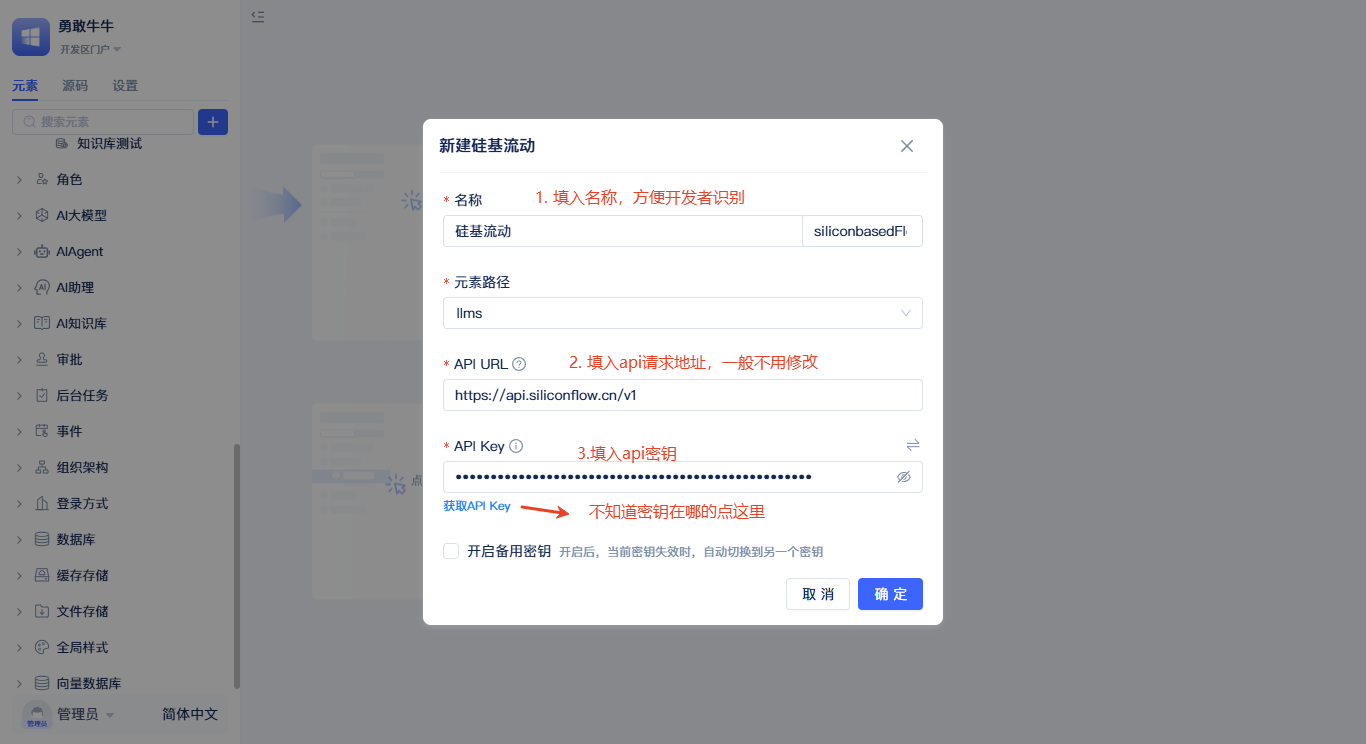 勇敢牛牛
开发区门户
元素 源码 设置
搜索元素
知识库测试
角色
AI大模型
AIAgent
AI助理
AI知识库
审批
后台任务
事件
组织架构
登录方式
数据库
缓存存储
文件存储
全局样式
向量数据库
管理员
管理员 简体中文
点
新建硅基流动
* 名称 1. 填入名称，方便开发者识别
硅基流动 siliconbasedFl
* 元素路径
llms
* API URL 2. 填入api请求地址，一般不用修改
https://api.siliconflow.cn/v1
* API Key 3.填入api密钥
获取API Key 不知道密钥在哪的点这里
开启备用密钥 开启后，当前密钥失效时，自动切换到另一个密钥
取 消 确 定